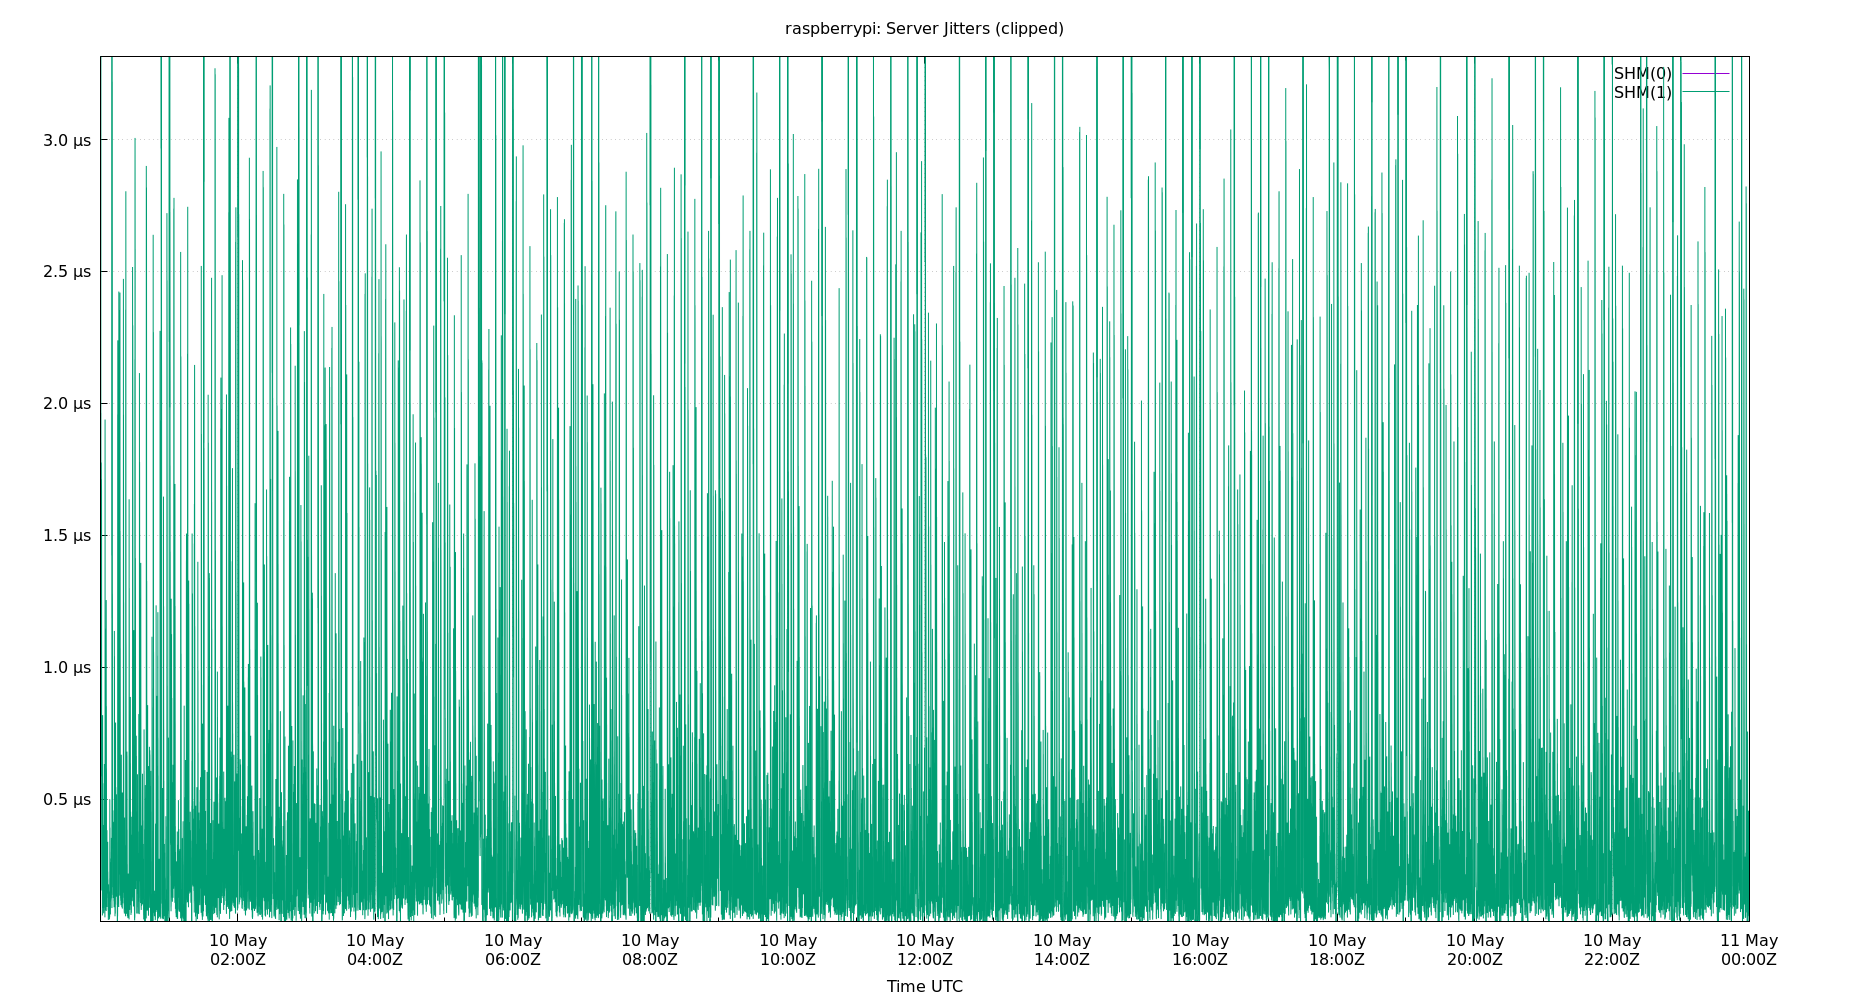 raspberrypi: Server Jitters (clipped)
SHM(0)
SHM(1)
3.0 µs
2.5 µs
2.0 µs
1.5 µs
1.0 µs
0.5 µs
10 May 10 May 10 May 10 May 10 May 10 May 10 May 10 May 10 May 10 May 10 May 11 May
02:00Z 04:00Z 06:00Z 08:00Z 10:00Z 12:00Z 14:00Z 16:00Z 18:00Z 20:00Z 22:00Z 00:00Z
Time UTC